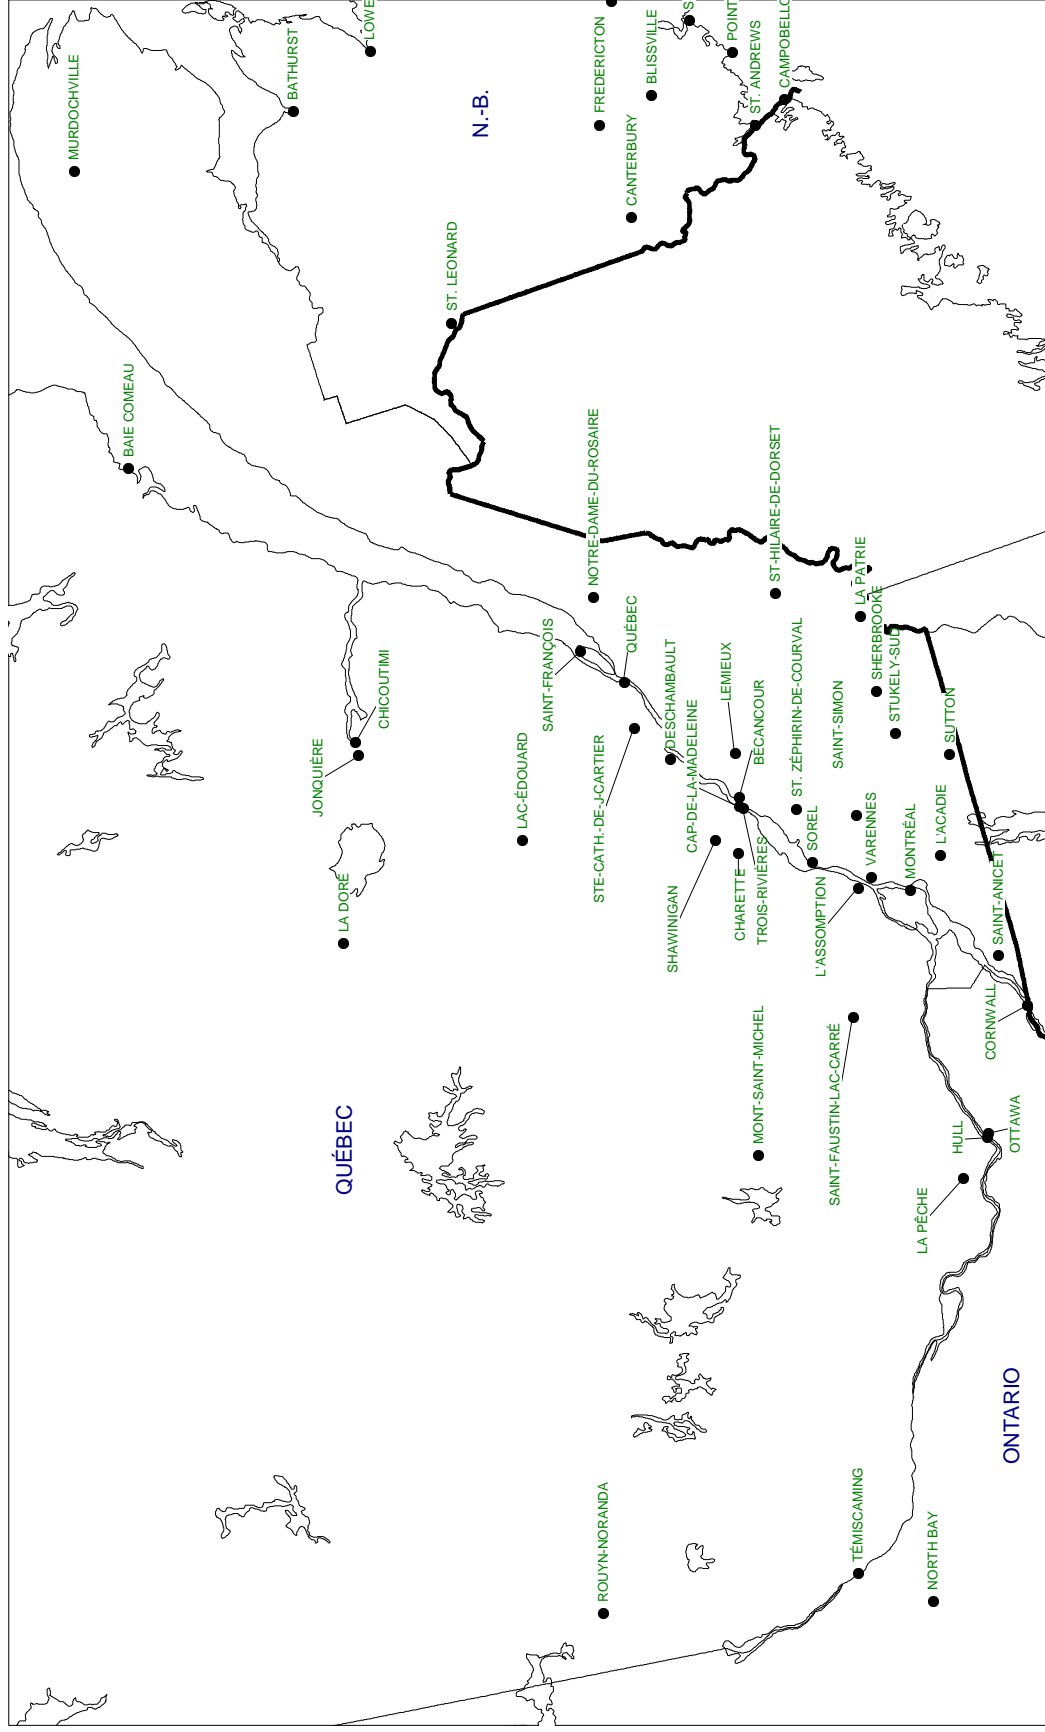 MURDOCHVILLE
BAIE COMEAU
BATHURST
JONQUIÈRE
LA DORÉ
QUÉBEC
LOWE
CHICOUTIMI
ST. LEONARD
N.-B.
LAC-ÉDOUARD
SAINT-FRANÇOIS
NOTRE-DAME-DU-ROSAIRE
FREDERICTON
STE-CATH.-DE-J-CARTIER
ROUYN-NORANDA
QUÉBEC
CANTERBURY
BLISSVILLE
DESCHAMBAULT
SHAWINIGAN
S
CAP-DE-LA-MADELEINE
LEMIEUX
POINT
CHARETTE
ST. ANDREWS
MONT-SAINT-MICHEL
BÉCANCOUR
TROIS-RIVIÈRES
ST-HILAIRE-DE-DORSET
CAMPOBELLO
ST. ZÉPHIRIN-DE-COURVAL
SOREL
L'ASSOMPTION
SAINT-FAUSTIN-LAC-CARRÉ
SAINT-SIMON
LA PATRIE
TÉMISCAMING
VARENNES
SHERBROOKE
STUKELY-SUD
MONTRÉAL
LA PÊCHE
NORTH BAY
L'ACADIE
SUTTON
HULL
CORNWALL
SAINT-ANICET
OTTAWA
ONTARIO